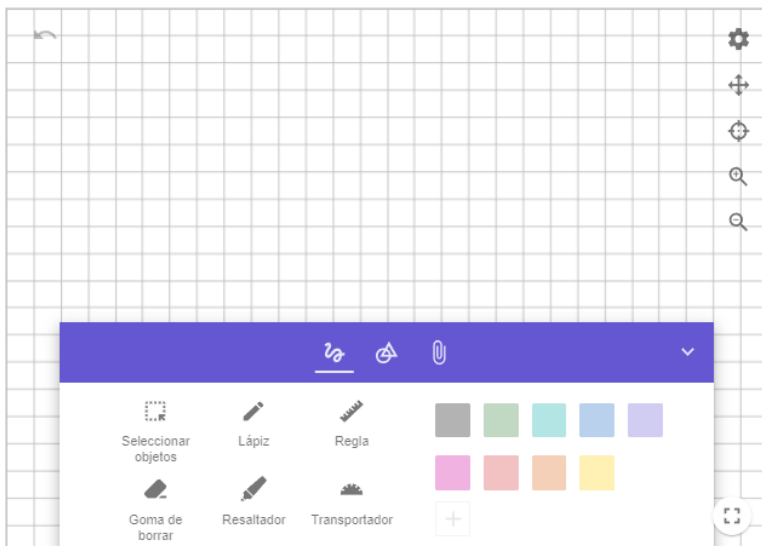 Seleccionar
objetos
Lápiz
Regla
Goma de
borrar
Resaltador
Transportador